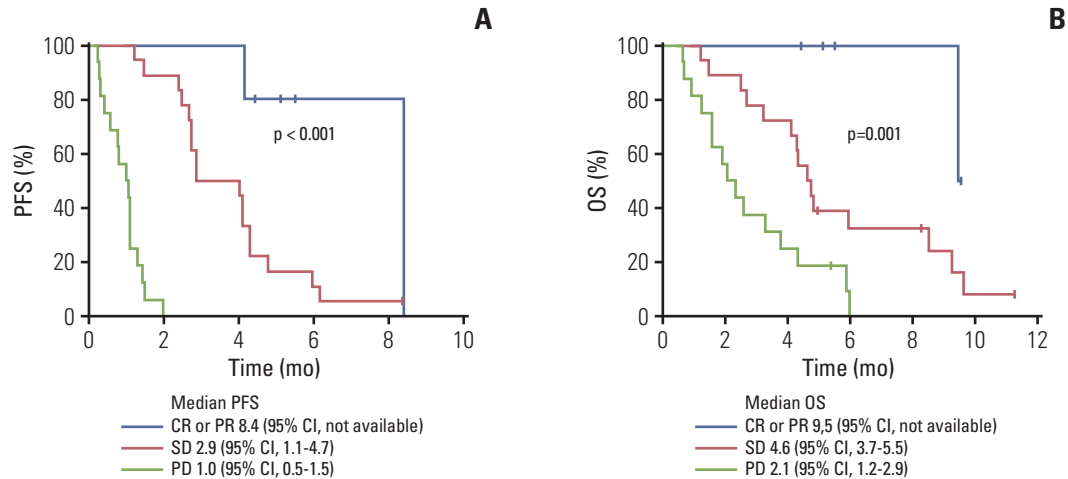 A
PFS (%)
100
80
60
40
20
0
p < 0.001
0 2 4 6 8 10
Time (mo)
Median PFS
CR or PR 8.4 (95% CI, not available)
SD 2.9 (95% CI, 1.1-4.7)
PD 1.0 (95% CI, 0.5-1.5)
B
OS (%)
100
80
60
40
20
0
p=0.001
0 2 4 6 8 10 12
Time (mo)
Median OS
CR or PR 9,5 (95% CI, not available)
SD 4.6 (95% CI, 3.7-5.5)
PD 2.1 (95% CI, 1.2-2.9)